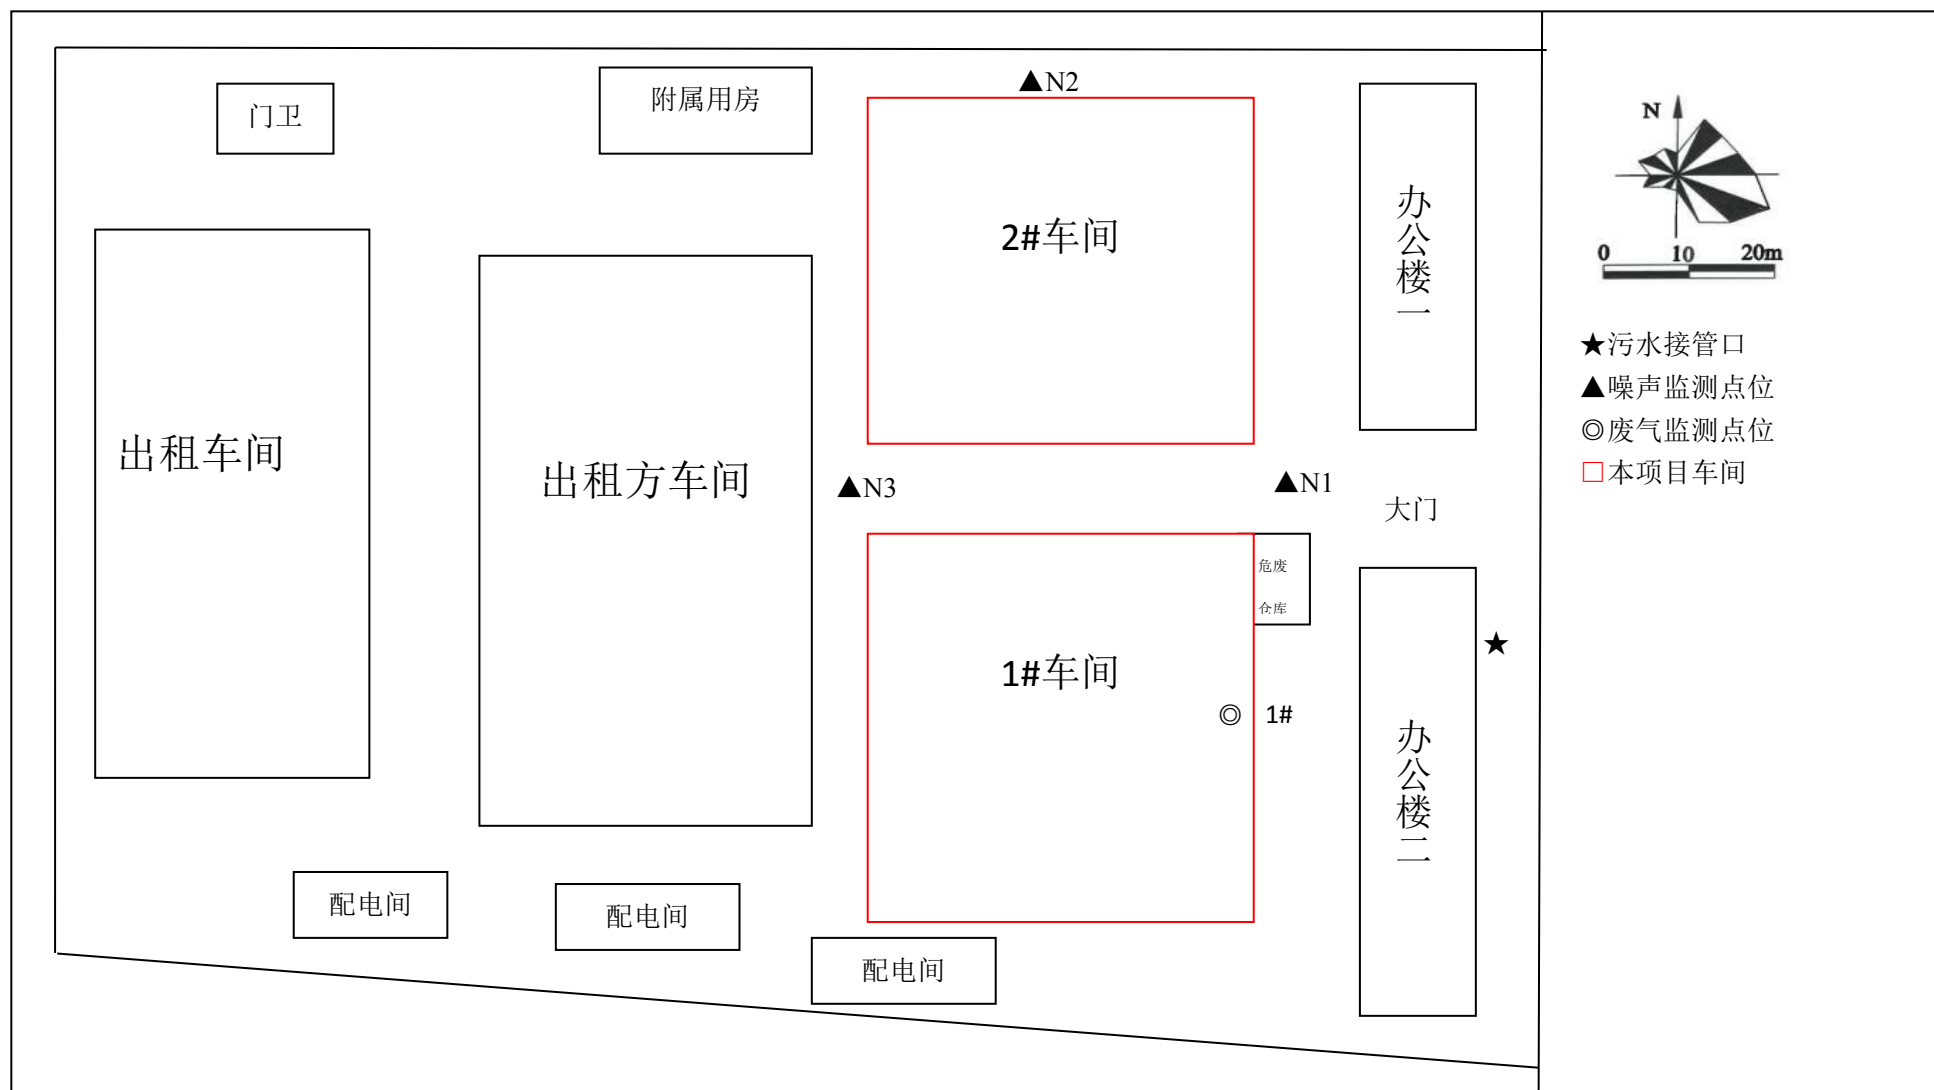 门卫
附属用房
▲N2
2#车间
办公楼一
N
0 10 20m
★污水接管口
▲噪声监测点位
◎废气监测点位
□本项目车间
出租车间
出租方车间
▲N3
▲N1
大门
危废
仓库
1#车间
◎ 1#
★
办公楼二
配电间
配电间
配电间